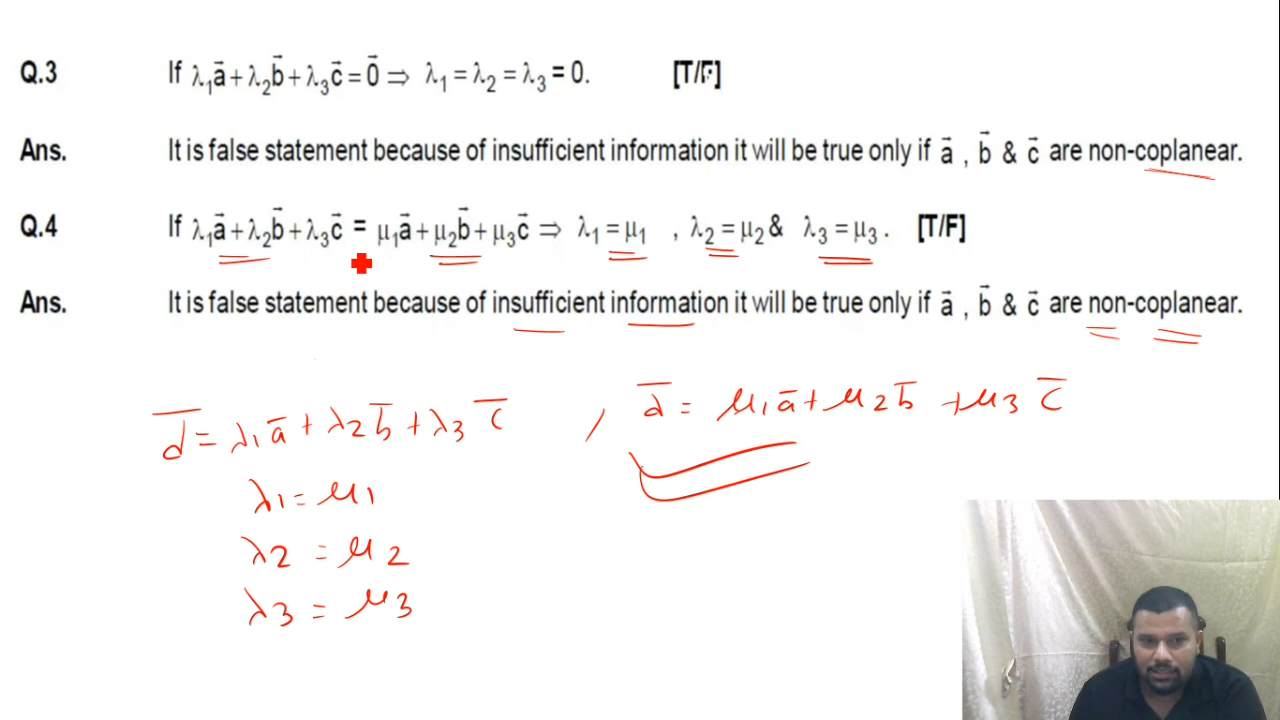 Q.3 If λ₁a⃗ + λ₂b⃗ + λ₃c⃗ = 0⃗ ⇒ λ₁ = λ₂ = λ₃ = 0. [T/F]
Ans. It is false statement because of insufficient information it will be true only if a⃗ , b⃗ & c⃗ are non-coplanear.
Q.4 If λ₁a⃗ + λ₂b⃗ + λ₃c⃗ = μ₁a⃗ + μ₂b⃗ + μ₃c⃗ ⇒ λ₁ = μ₁ , λ₂ = μ₂ & λ₃ = μ₃. [T/F]
Ans. It is false statement because of insufficient information it will be true only if a⃗ , b⃗ & c⃗ are non-coplanear.
d̅ = λ₁a̅ + λ₂b̅ + λ₃c̅ , d̅ = μ₁a̅ + μ₂b̅ + μ₃c̅
λ₁ = μ₁
λ₂ = μ₂
λ₃ = μ₃